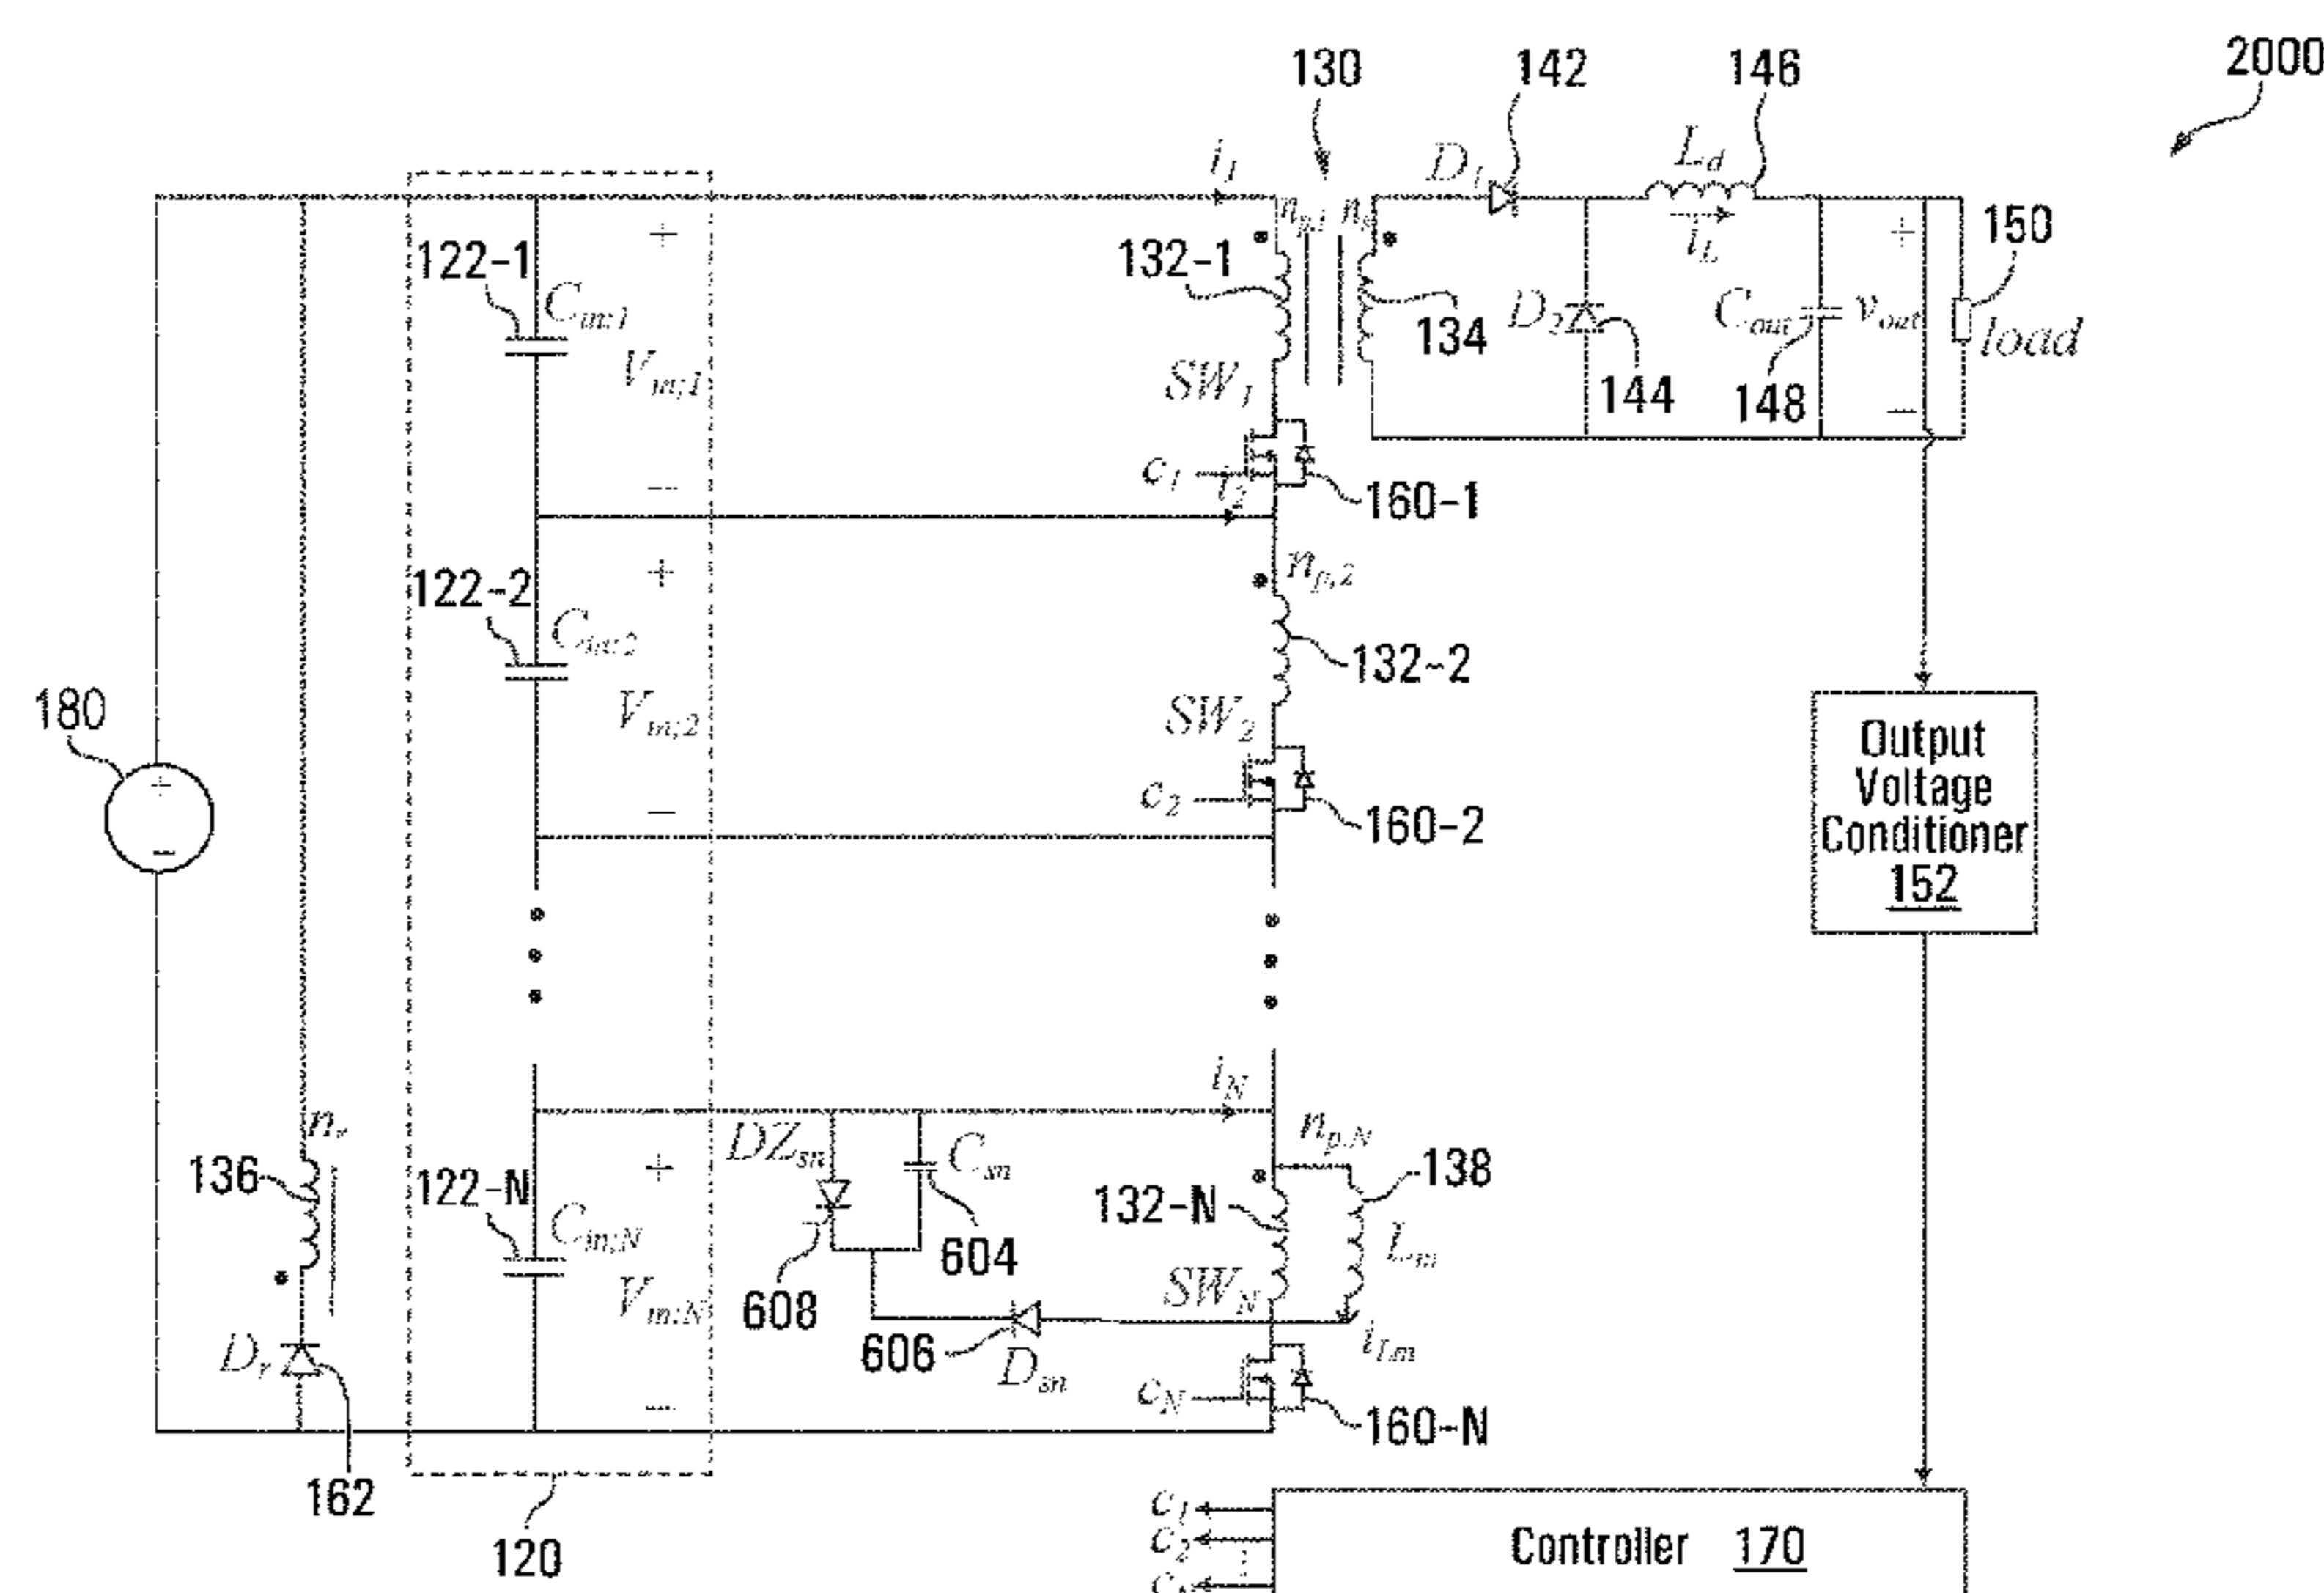 2000
130
142
146
i1
D1
Ld
np,1
ns
iL
122-1
Cin;1
Vin;1
132-1
134
D2
144
Cout
148
vout
150
load
SW1
c1
160-1
i2
122-2
Cin;2
Vin;2
np,2
132-2
SW2
c2
160-2
180
Output
Voltage
Conditioner
152
iN
nr
136
122-N
Cin;N
Vin;N
DZsn
Csn
608
604
606
Dsn
np,N
132-N
138
Lm
SWN
iLm
cN
160-N
Dr
162
120
c1
c2
Controller 170